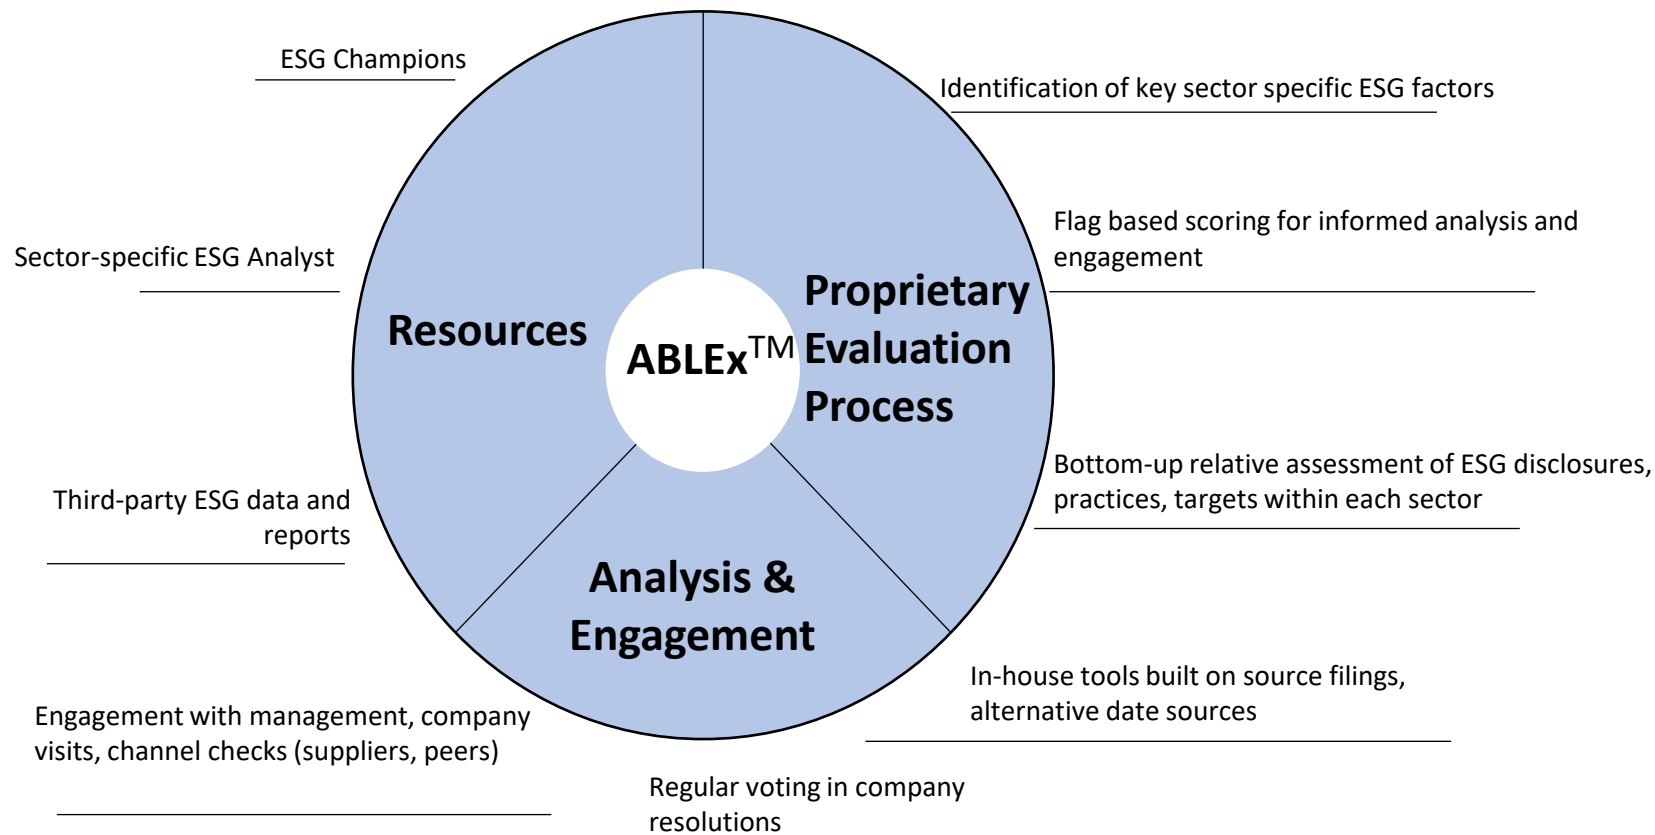 ESG Champions
Identification of key sector specific ESG factors
Flag based scoring for informed analysis and
engagement
Sector-specific ESG Analyst
Resources
ABLEx™
Proprietary
Evaluation
Process
Bottom-up relative assessment of ESG disclosures,
practices, targets within each sector
Third-party ESG data and
reports
Analysis &
Engagement
In-house tools built on source filings,
alternative date sources
Engagement with management, company
visits, channel checks (suppliers, peers)
Regular voting in company
resolutions